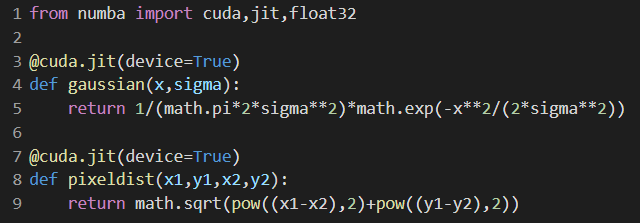 1 from numba import cuda,jit,float32
2
3 @cuda.jit(device=True)
4 def gaussian(x,sigma):
5     return 1/(math.pi*2*sigma**2)*math.exp(-x**2/(2*sigma**2))
6
7 @cuda.jit(device=True)
8 def pixeldist(x1,y1,x2,y2):
9     return math.sqrt(pow((x1-x2),2)+pow((y1-y2),2))